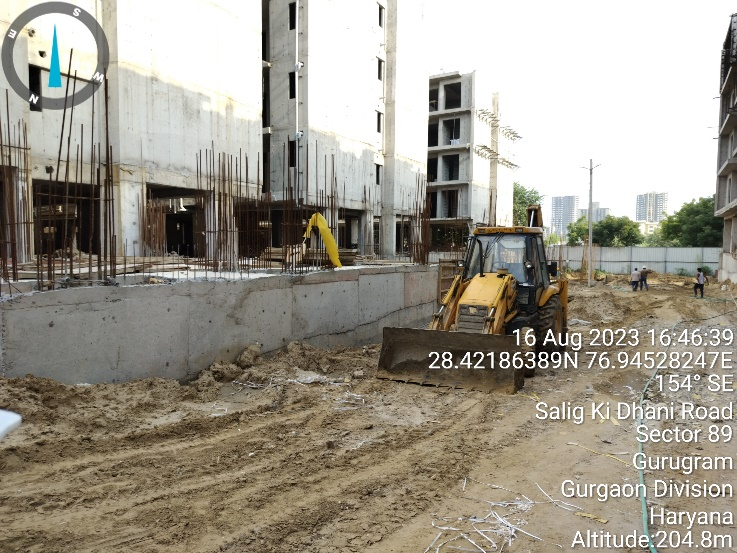 S
E
W
N
16 Aug 2023 16:46:39
28.42186389N 76.94528247E
154° SE
Salig Ki Dhani Road
Sector 89
Gurugram
Gurgaon Division
Haryana
Altitude:204.8m